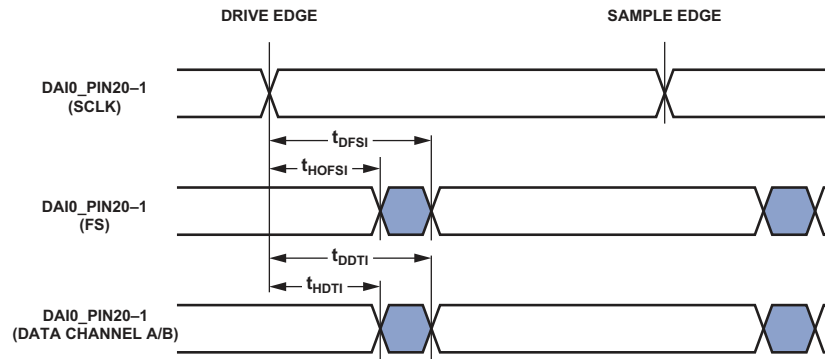 DRIVE EDGE
SAMPLE EDGE
DAI0_PIN20–1
(SCLK)
tDFSI
tHOFSI
DAI0_PIN20–1
(FS)
tDDTI
tHDTI
DAI0_PIN20–1
(DATA CHANNEL A/B)